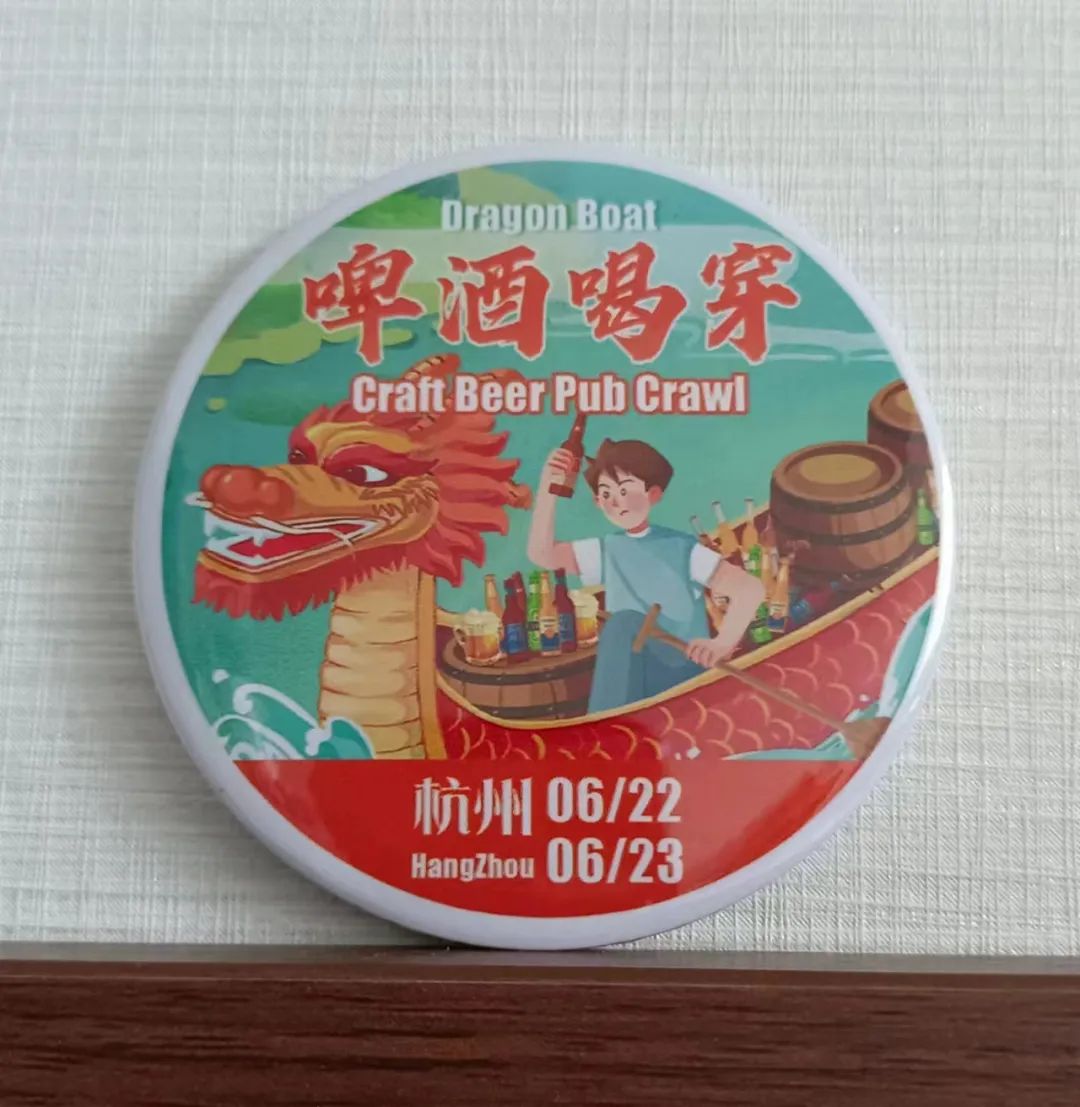 Dragon Boat
啤酒喝穿
Craft Beer Pub Crawl
杭州 06/22
HangZhou 06/23